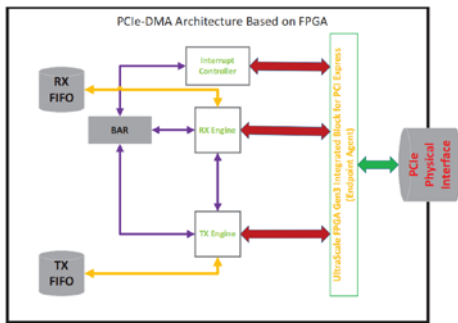 PCIe-DMA Architecture Based on FPGA
Interrupt
Controller
RX
FIFO
BAR
RX Engine
TX Engine
TX
FIFO
UltraScale FPGA Gen3 Integrated Block for PCI Express
(Endpoint Agent)
PCIe
Physical
Interface